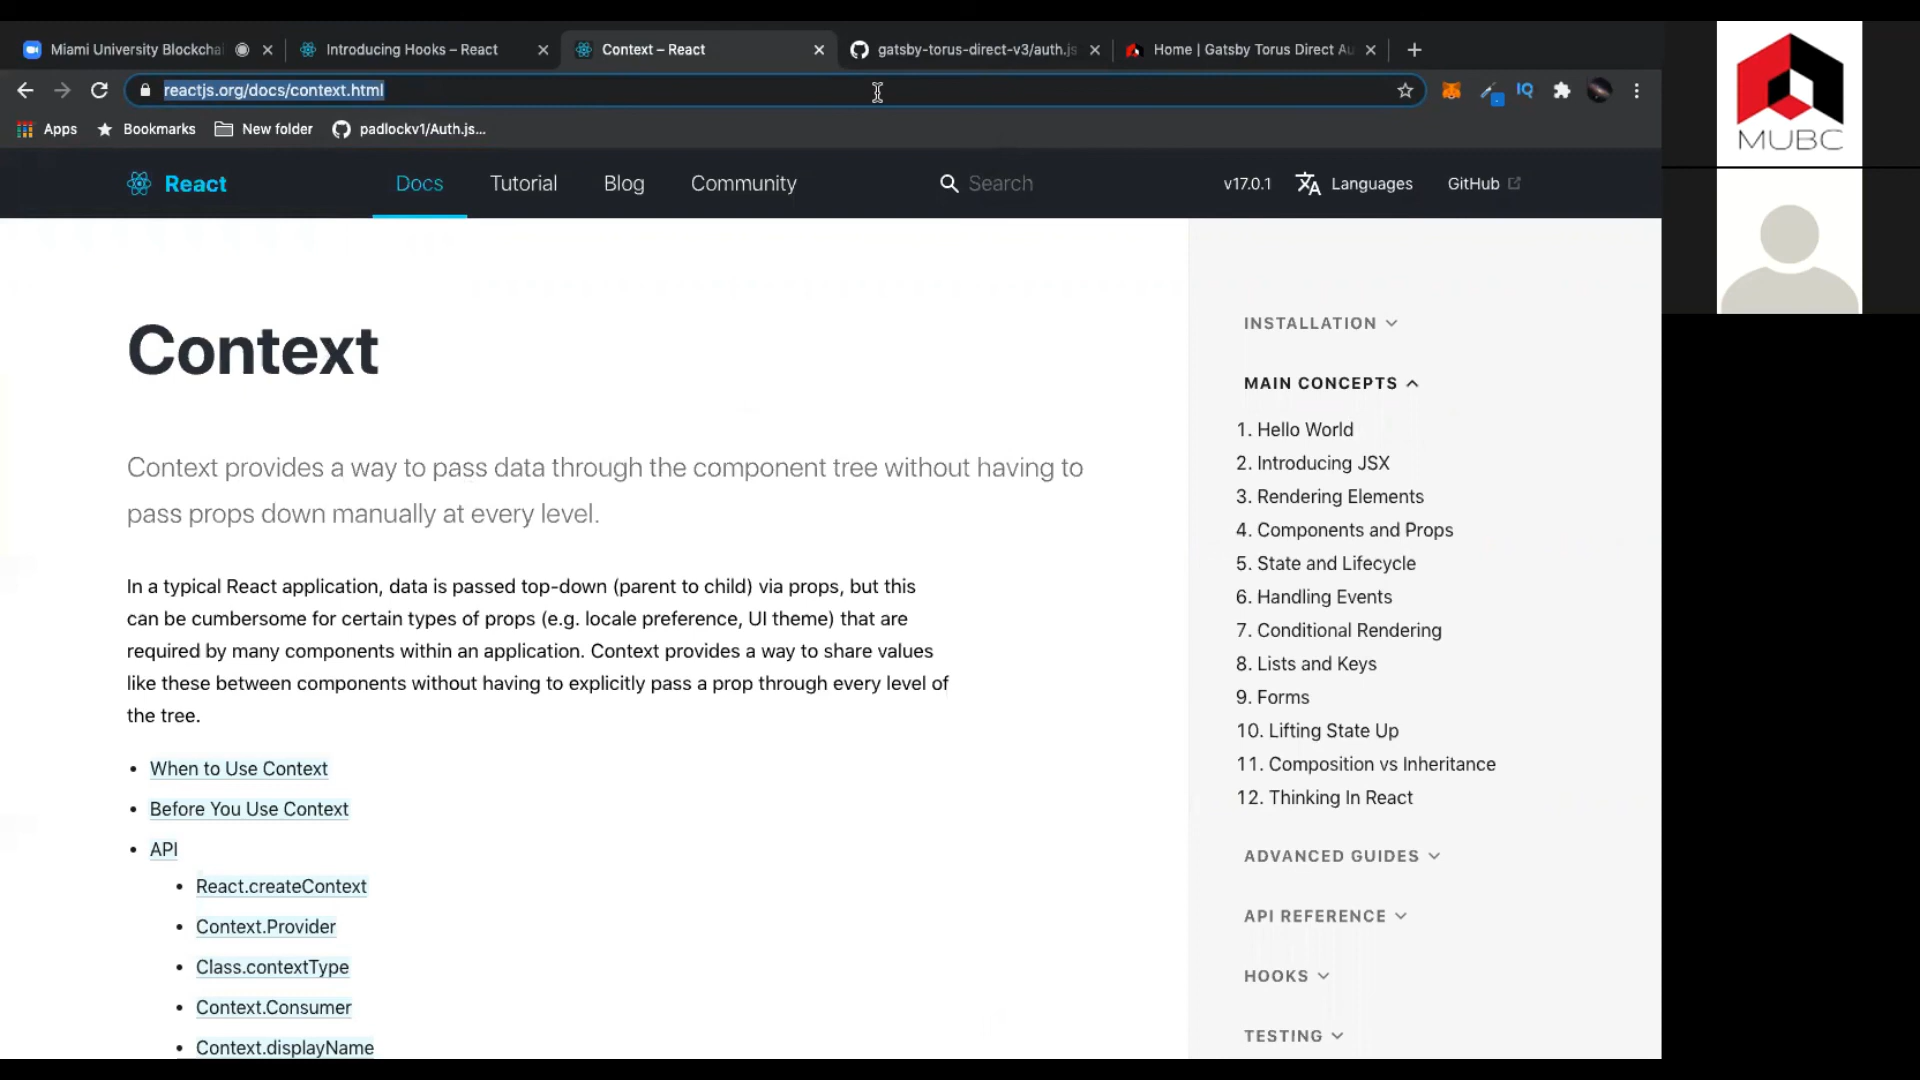 Miami University Blockcha
Introducing Hooks – React
Context – React
gatsby-torus-direct-v3/auth.js
Home | Gatsby Torus Direct Au
reactjs.org/docs/context.html
IQ
Apps
Bookmarks
New folder
padlockv1/Auth.js...
MUBC
React
Docs
Tutorial
Blog
Community
Search
v17.0.1
Languages
GitHub
Context
Context provides a way to pass data through the component tree without having to
pass props down manually at every level.
In a typical React application, data is passed top-down (parent to child) via props, but this
can be cumbersome for certain types of props (e.g. locale preference, UI theme) that are
required by many components within an application. Context provides a way to share values
like these between components without having to explicitly pass a prop through every level of
the tree.
• When to Use Context
• Before You Use Context
• API
• React.createContext
• Context.Provider
• Class.contextType
• Context.Consumer
• Context.displayName
INSTALLATION
MAIN CONCEPTS
1. Hello World
2. Introducing JSX
3. Rendering Elements
4. Components and Props
5. State and Lifecycle
6. Handling Events
7. Conditional Rendering
8. Lists and Keys
9. Forms
10. Lifting State Up
11. Composition vs Inheritance
12. Thinking In React
ADVANCED GUIDES
API REFERENCE
HOOKS
TESTING